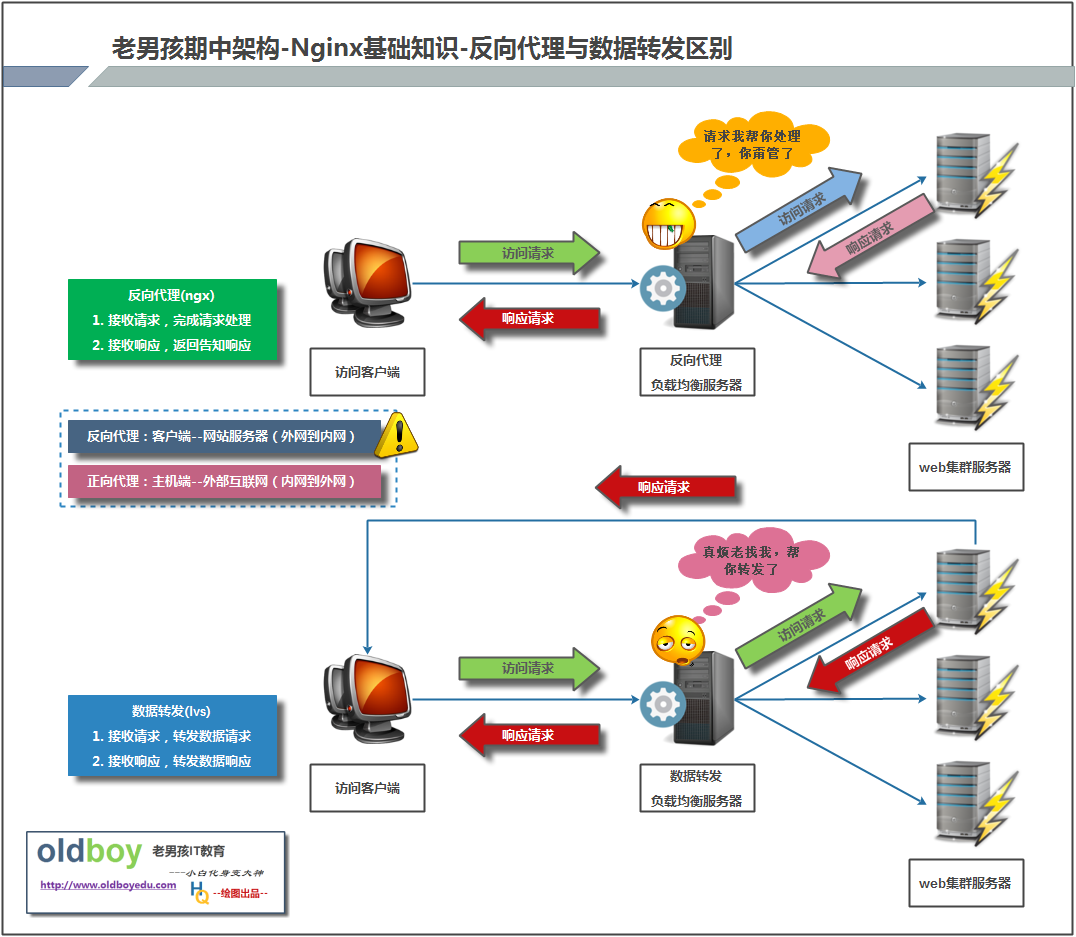 老男孩期中架构-Nginx基础知识-反向代理与数据转发区别
请求我帮你处理
了，你甭管了
访问请求
响应请求
访问请求
响应请求
反向代理(ngx)
1. 接收请求，完成请求处理
2. 接收响应，返回告知响应
访问客户端
反向代理
负载均衡服务器
web集群服务器
反向代理：客户端--网站服务器（外网到内网）
正向代理：主机端--外部互联网（内网到外网）
响应请求
真烦老找我，帮
你转发了
访问请求
响应请求
访问请求
响应请求
数据转发(lvs)
1. 接收请求，转发数据请求
2. 接收响应，转发数据响应
访问客户端
数据转发
负载均衡服务器
web集群服务器
oldboy 老男孩IT教育
---小白化身变大神
http://www.oldboyedu.com
HQ --绘图出品--